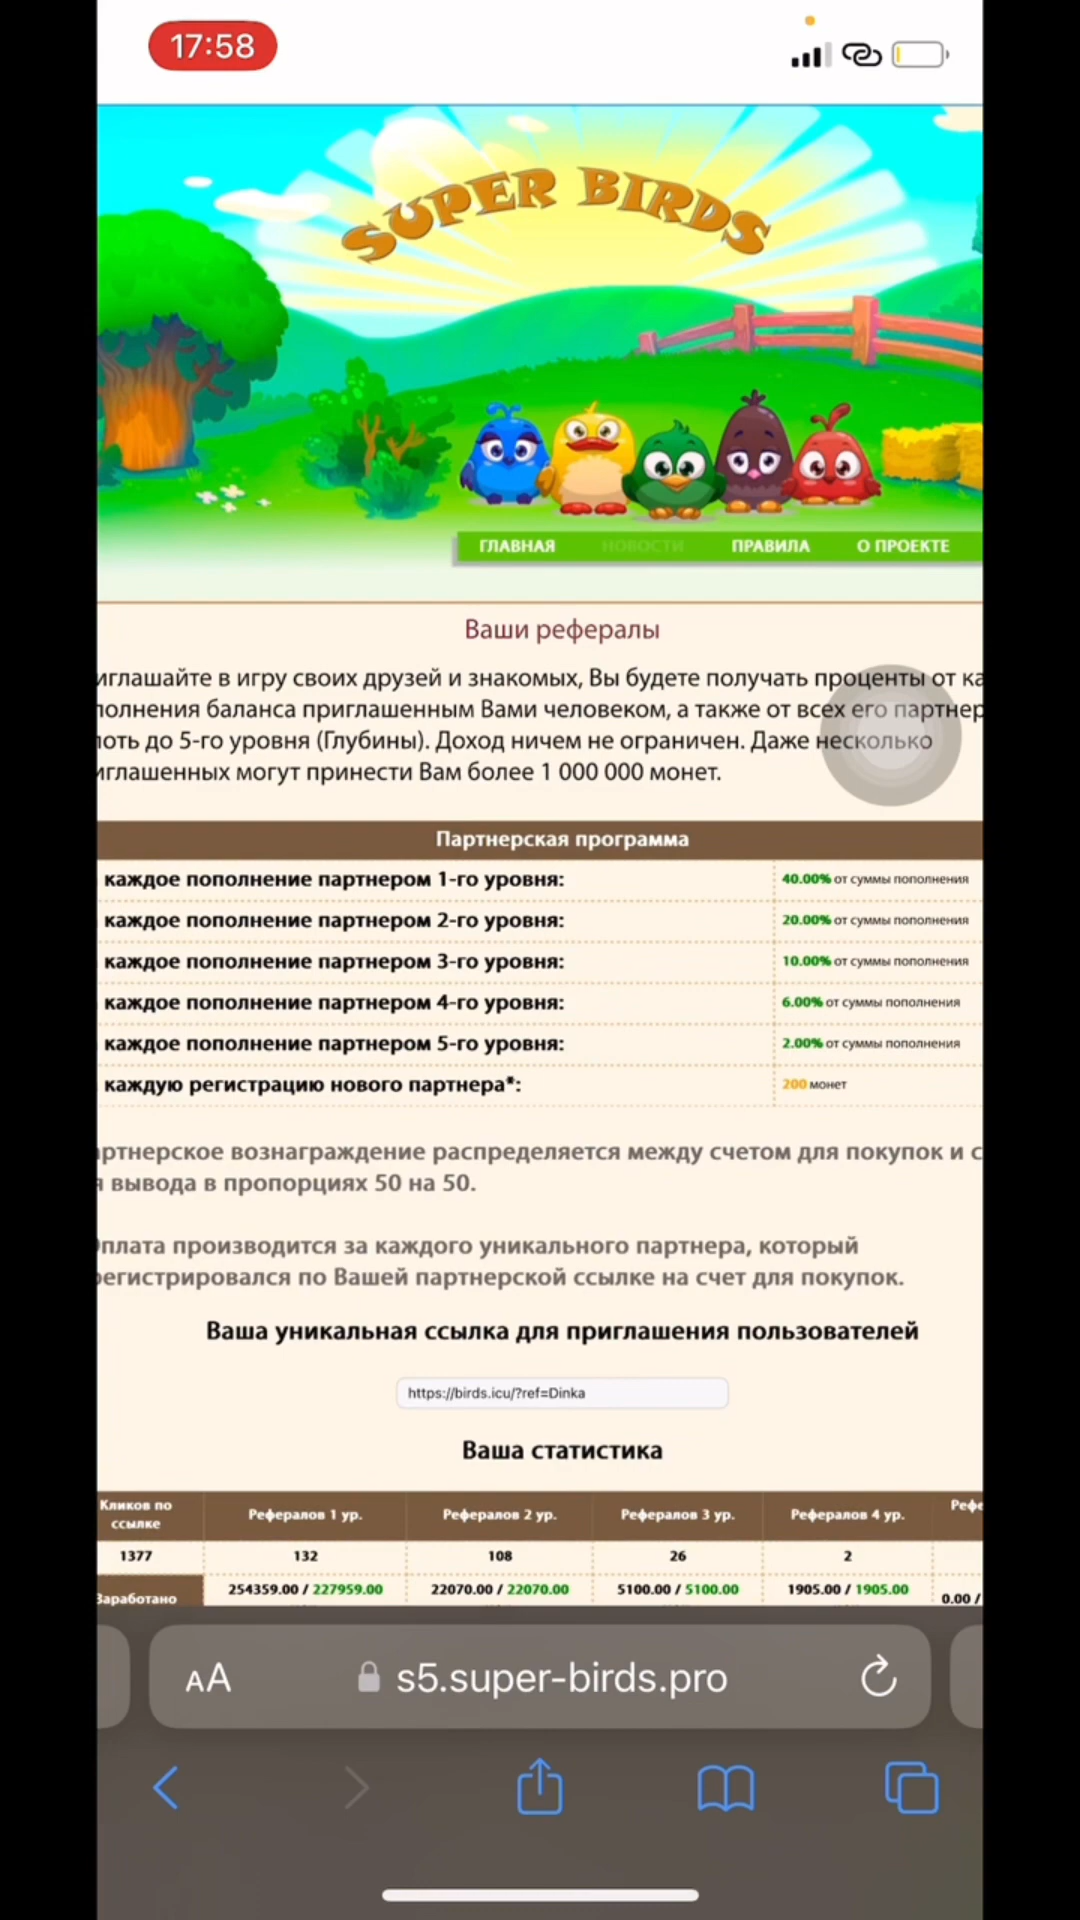 17:58
SUPER BIRDS
ГЛАВНАЯ НОВОСТИ ПРАВИЛА О ПРОЕКТЕ
Ваши рефералы
иглашайте в игру своих друзей и знакомых, Вы будете получать проценты от ка
полнения баланса приглашенным Вами человеком, а также от всех его партнер
лоть до 5-го уровня (Глубины). Доход ничем не ограничен. Даже несколько
иглашенных могут принести Вам более 1 000 000 монет.
Партнерская программа
каждое пополнение партнером 1-го уровня: 40.00% от суммы пополнения
каждое пополнение партнером 2-го уровня: 20.00% от суммы пополнения
каждое пополнение партнером 3-го уровня: 10.00% от суммы пополнения
каждое пополнение партнером 4-го уровня: 6.00% от суммы пополнения
каждое пополнение партнером 5-го уровня: 2.00% от суммы пополнения
каждую регистрацию нового партнера*: 200 монет
артнерское вознаграждение распределяется между счетом для покупок и с
я вывода в пропорциях 50 на 50.
Оплата производится за каждого уникального партнера, который
регистрировался по Вашей партнерской ссылке на счет для покупок.
Ваша уникальная ссылка для приглашения пользователей
https://birds.icu/?ref=Dinka
Ваша статистика
Кликов по ссылке Рефералов 1 ур. Рефералов 2 ур. Рефералов 3 ур. Рефералов 4 ур. Рефе
1377 132 108 26 2
Заработано 254359.00 / 227959.00 22070.00 / 22070.00 5100.00 / 5100.00 1905.00 / 1905.00 0.00 /
AA s5.super-birds.pro